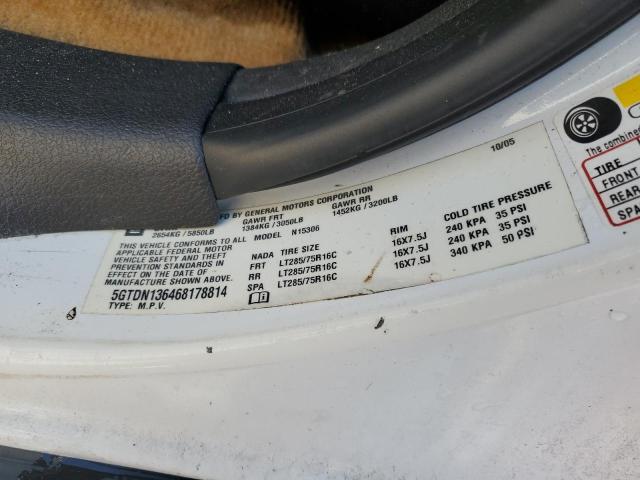 10/05
MFD BY GENERAL MOTORS CORPORATION
GAWR FRT GAWR RR
2654KG / 5850LB 1384KG / 3050LB 1452KG / 3200LB
THIS VEHICLE CONFORMS TO ALL
APPLICABLE FEDERAL MOTOR
VEHICLE SAFETY AND THEFT
PREVENTION STANDARDS IN
EFFECT ON THE DATE OF
MANUFACTURE SHOWN ABOVE.
5GTDN136468178814
TYPE: M.P.V.
MODEL N15306
NADA TIRE SIZE RIM COLD TIRE PRESSURE
FRT LT285/75R16C 16X7.5J 240 KPA 35 PSI
RR LT285/75R16C 16X7.5J 240 KPA 35 PSI
SPA LT285/75R16C 16X7.5J 340 KPA 50 PSI
The combined
TIRE
FRONT
REAR